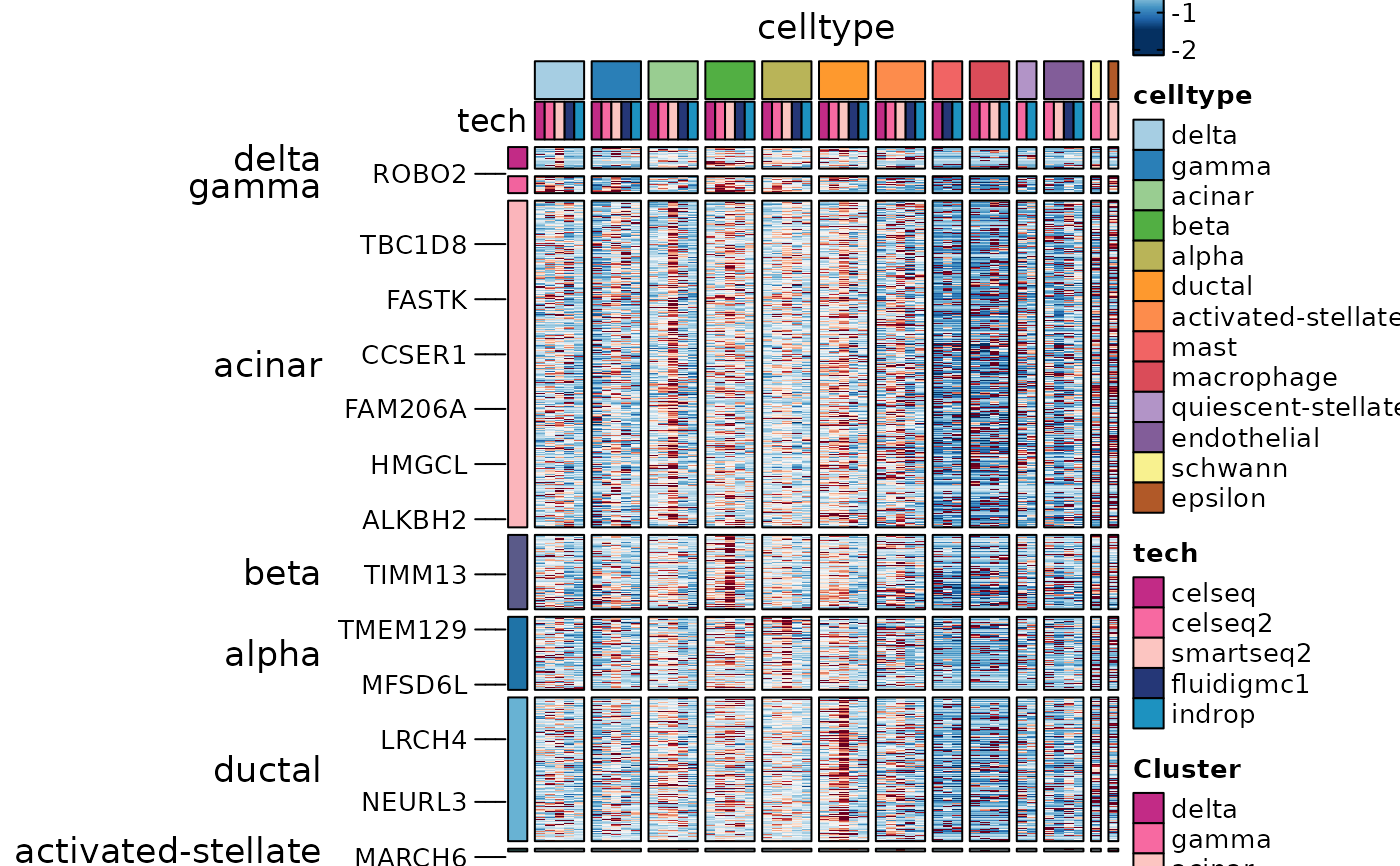 celltype
tech
delta
gamma
acinar
beta
alpha
ductal
activated-stellate
ROBO2
TBC1D8
FASTK
CCSER1
FAM206A
HMGCL
ALKBH2
TIMM13
TMEM129
MFSD6L
LRCH4
NEURL3
MARCH6
-1
-2
celltype
delta
gamma
acinar
beta
alpha
ductal
activated-stellate
mast
macrophage
quiescent-stellate
endothelial
schwann
epsilon
tech
celseq
celseq2
smartseq2
fluidigmc1
indrop
Cluster
delta
gamma
acinar